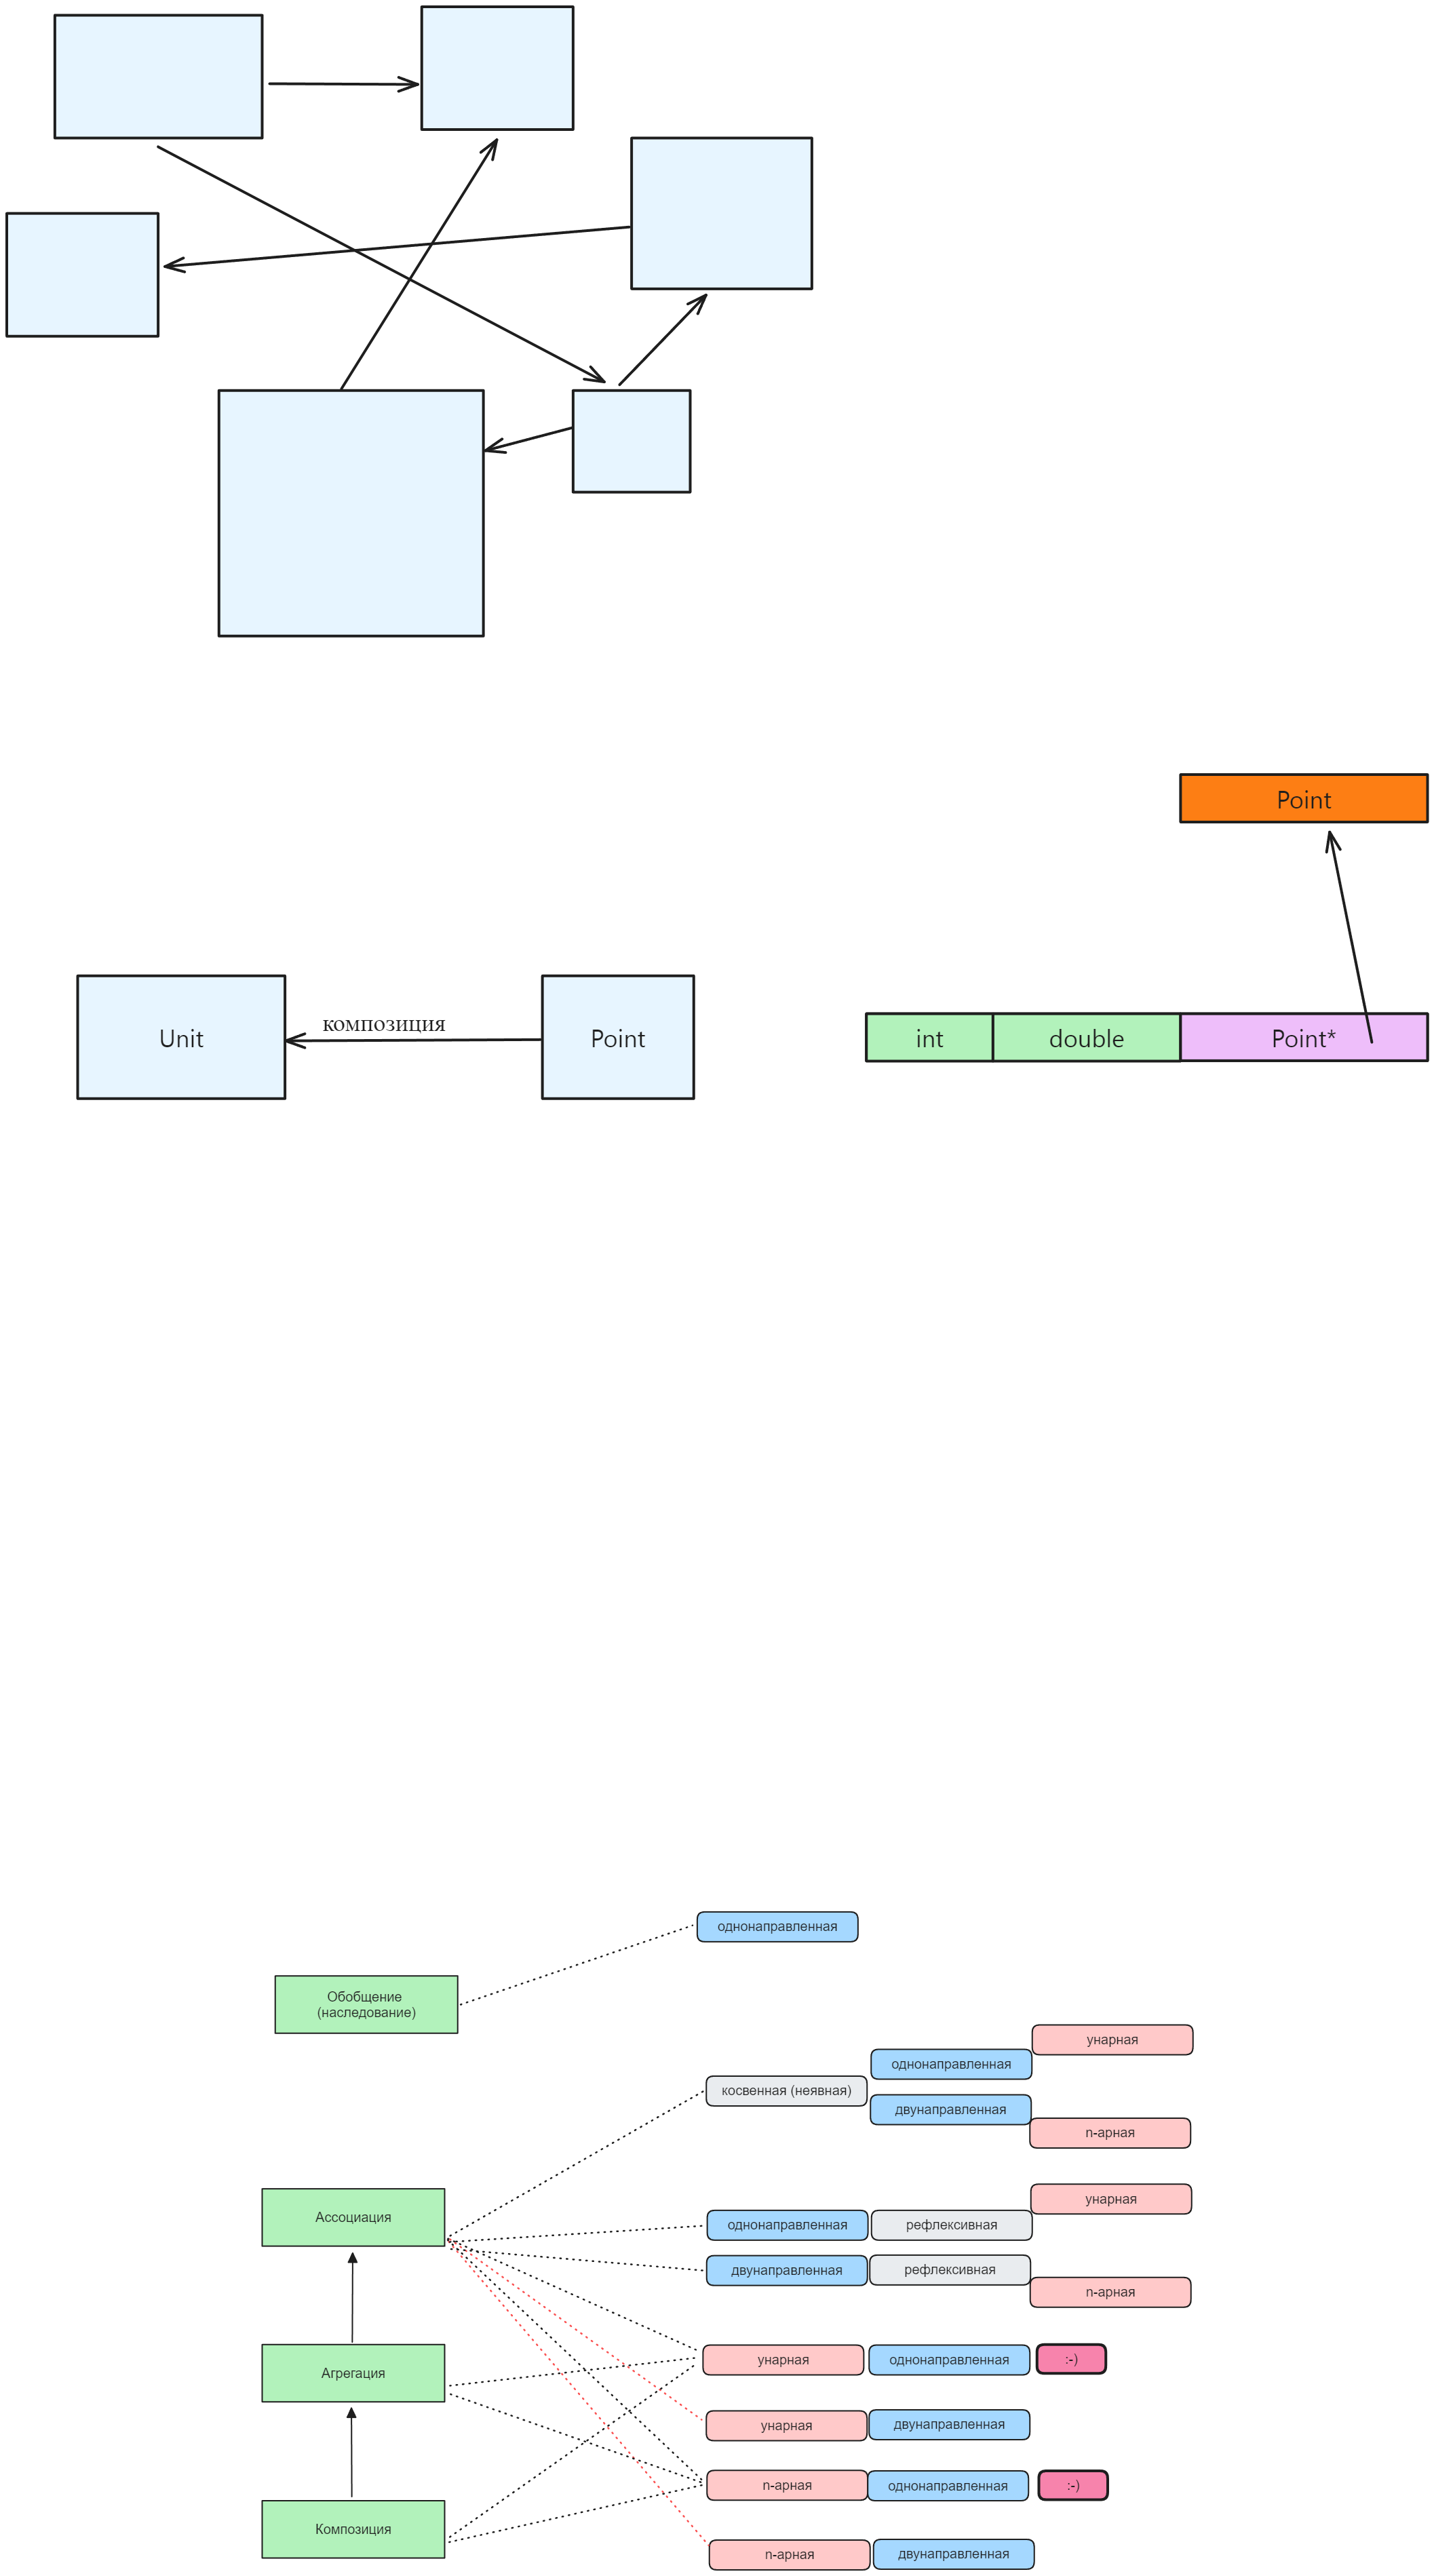 Point
композиция
Unit
Point
int
double
Point*
однонаправленная
Обобщение
(наследование)
унарная
однонаправленная
косвенная (неявная)
двунаправленная
n-арная
унарная
Ассоциация
однонаправленная
рефлексивная
двунаправленная
рефлексивная
n-арная
унарная
однонаправленная
:-)
Агрегация
унарная
двунаправленная
n-арная
однонаправленная
:-)
Композиция
n-арная
двунаправленная